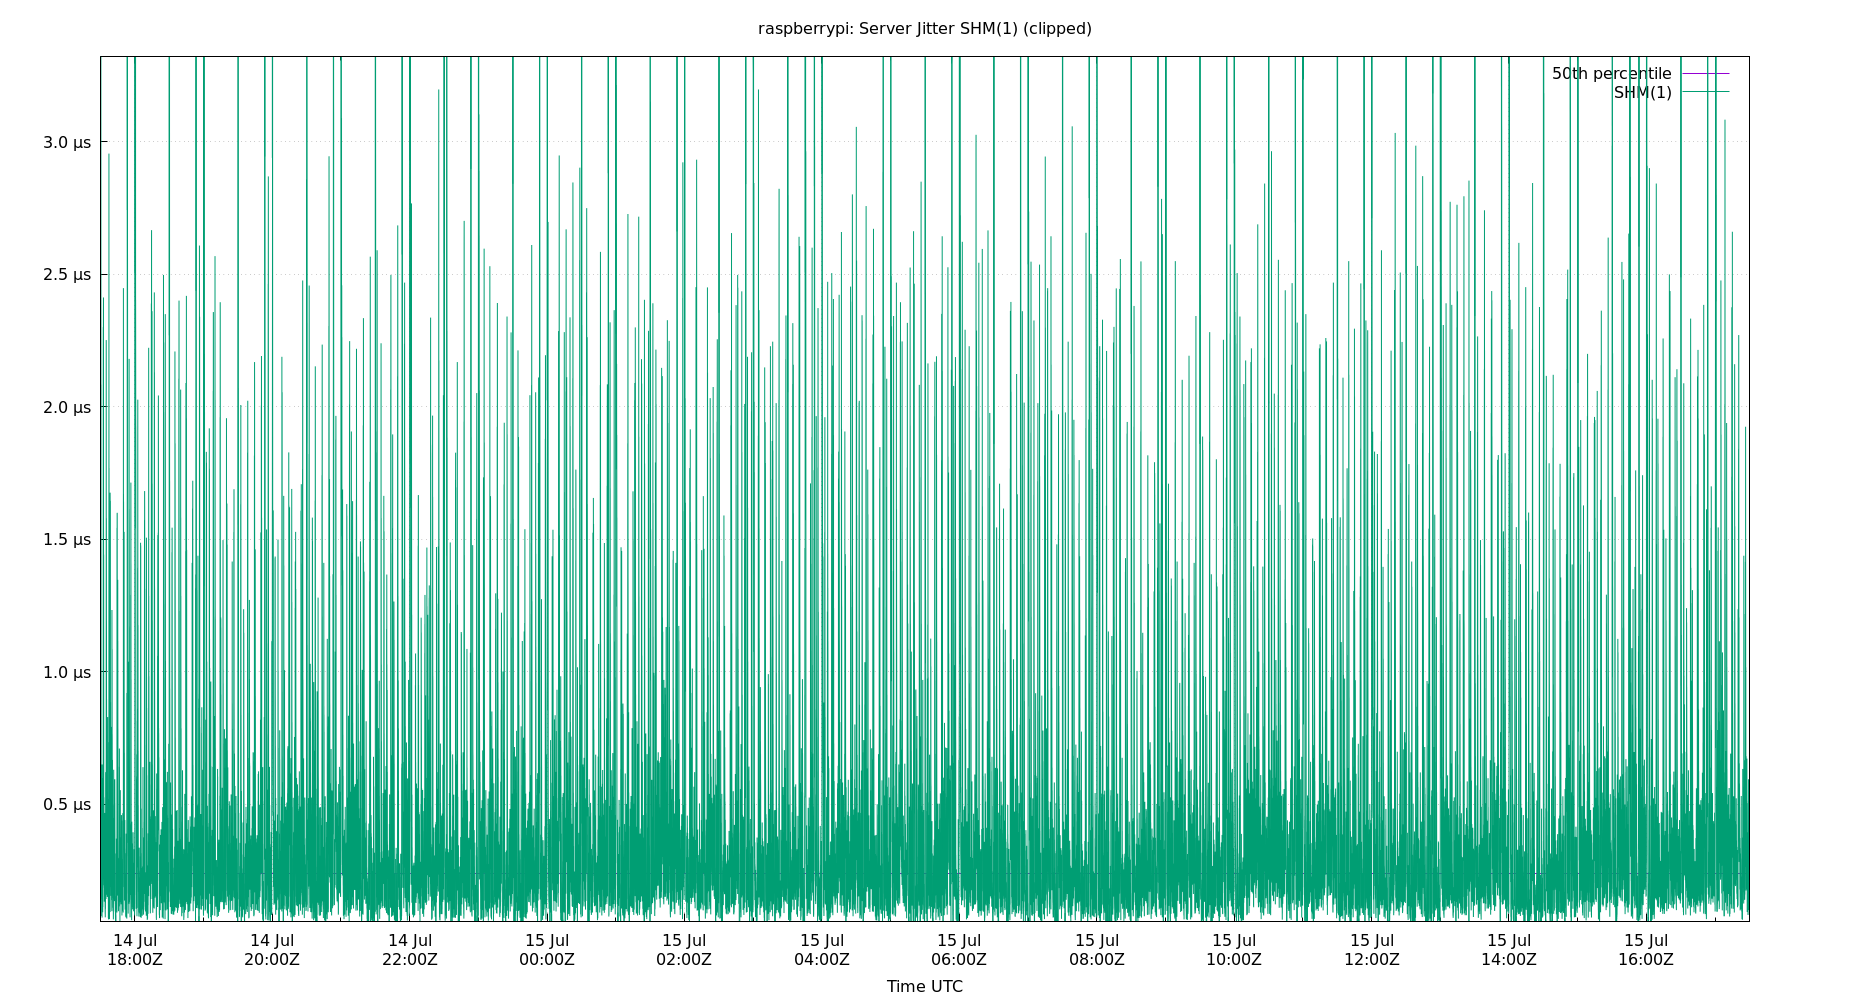 raspberrypi: Server Jitter SHM(1) (clipped)
50th percentile
SHM(1)
3.0 µs
2.5 µs
2.0 µs
1.5 µs
1.0 µs
0.5 µs
14 Jul 14 Jul 14 Jul 15 Jul 15 Jul 15 Jul 15 Jul 15 Jul 15 Jul 15 Jul 15 Jul 15 Jul
18:00Z 20:00Z 22:00Z 00:00Z 02:00Z 04:00Z 06:00Z 08:00Z 10:00Z 12:00Z 14:00Z 16:00Z
Time UTC